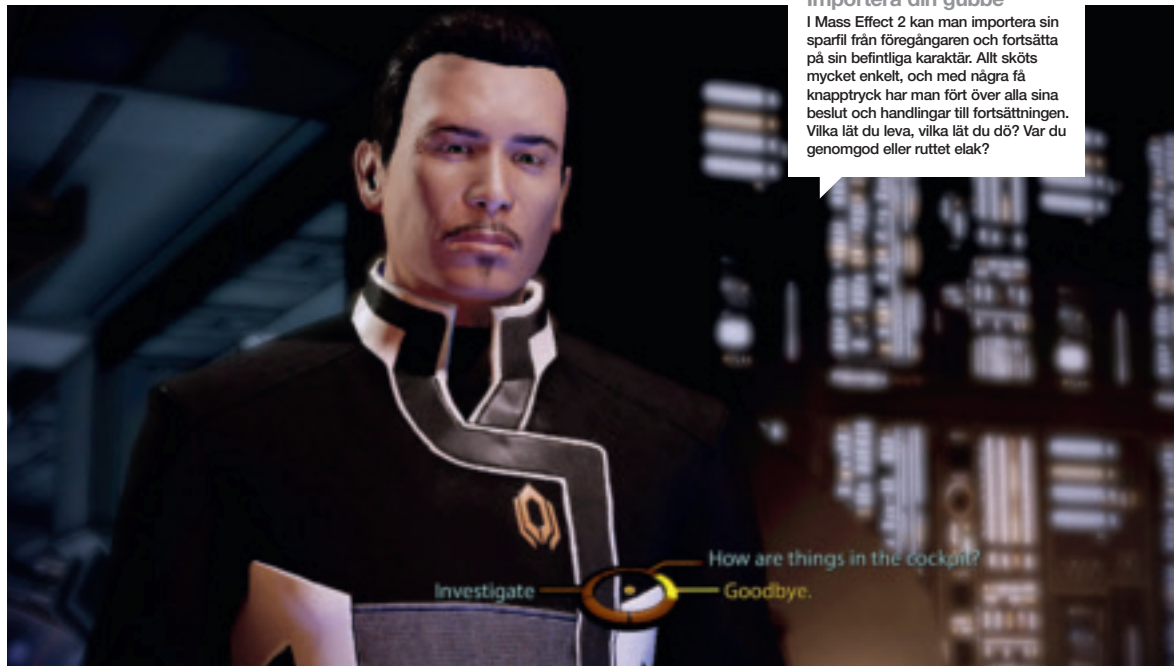 Importera din gubbe
I Mass Effect 2 kan man importera sin
sparfil från föregångaren och fortsätta
på sin befintliga karaktär. Allt sköts
mycket enkelt, och med några få
knapptryck har man fört över alla sina
beslut och handlingar till fortsättningen.
Vilka lät du leva, vilka lät du dö? Var du
genomgod eller ruttet elak?
How are things in the cockpit?
Investigate
Goodbye.